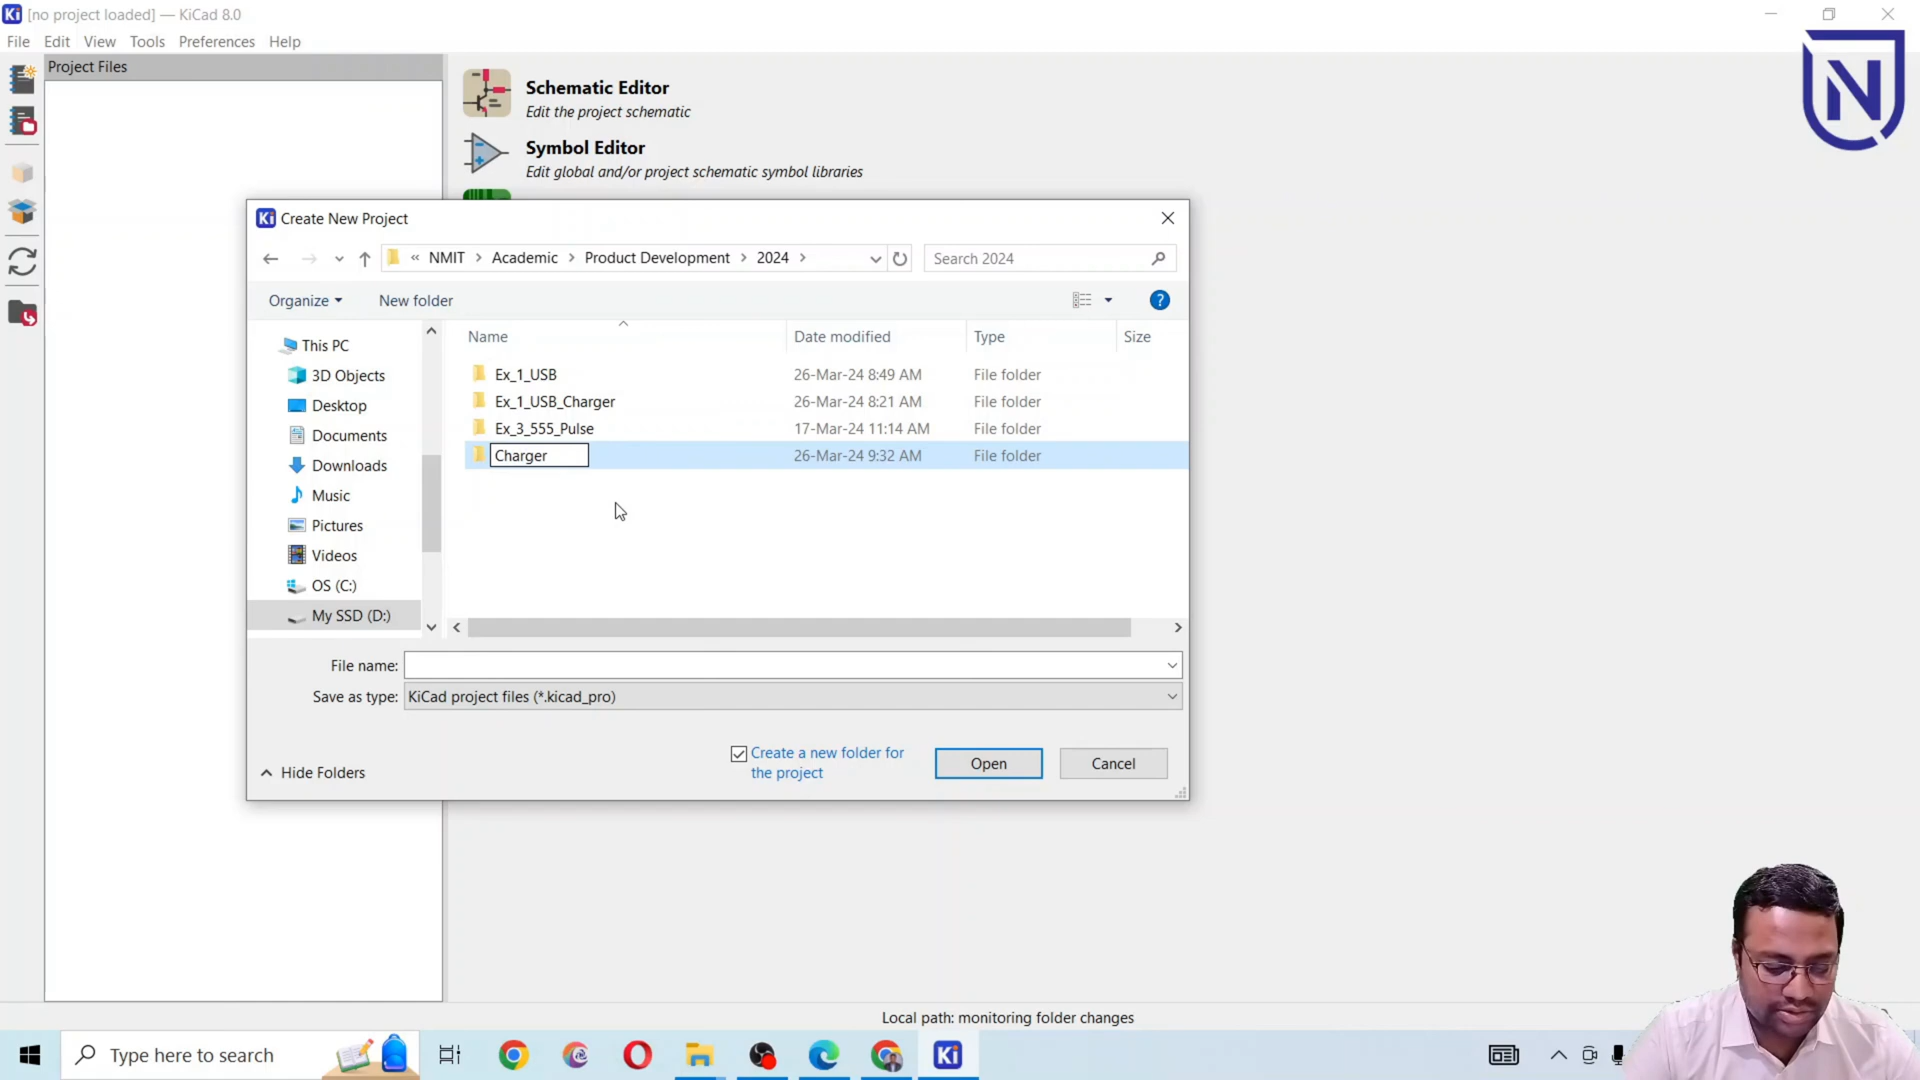 [no project loaded] — KiCad 8.0
File Edit View Tools Preferences Help
Project Files
Schematic Editor
Edit the project schematic
Symbol Editor
Edit global and/or project schematic symbol libraries
N
Ki Create New Project
« NMIT > Academic > Product Development > 2024 >
Search 2024
Organize
New folder
?
Name Date modified Type Size
This PC
3D Objects
Desktop
Documents
Downloads
Music
Pictures
Videos
OS (C:)
My SSD (D:)
Ex_1_USB 26-Mar-24 8:49 AM File folder
Ex_1_USB_Charger 26-Mar-24 8:21 AM File folder
Ex_3_555_Pulse 17-Mar-24 11:14 AM File folder
Charger 26-Mar-24 9:32 AM File folder
File name:
Save as type: KiCad project files (*.kicad_pro)
Create a new folder for
the project
Open
Cancel
Hide Folders
Local path: monitoring folder changes
Type here to search
Ki